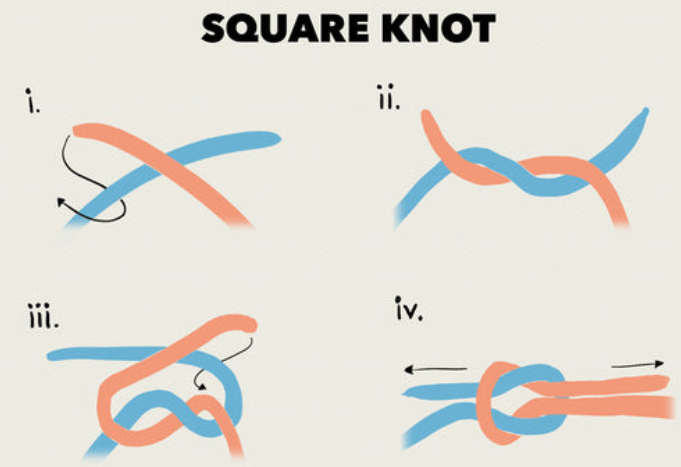 SQUARE KNOT
i.
ii.
iii.
iv.